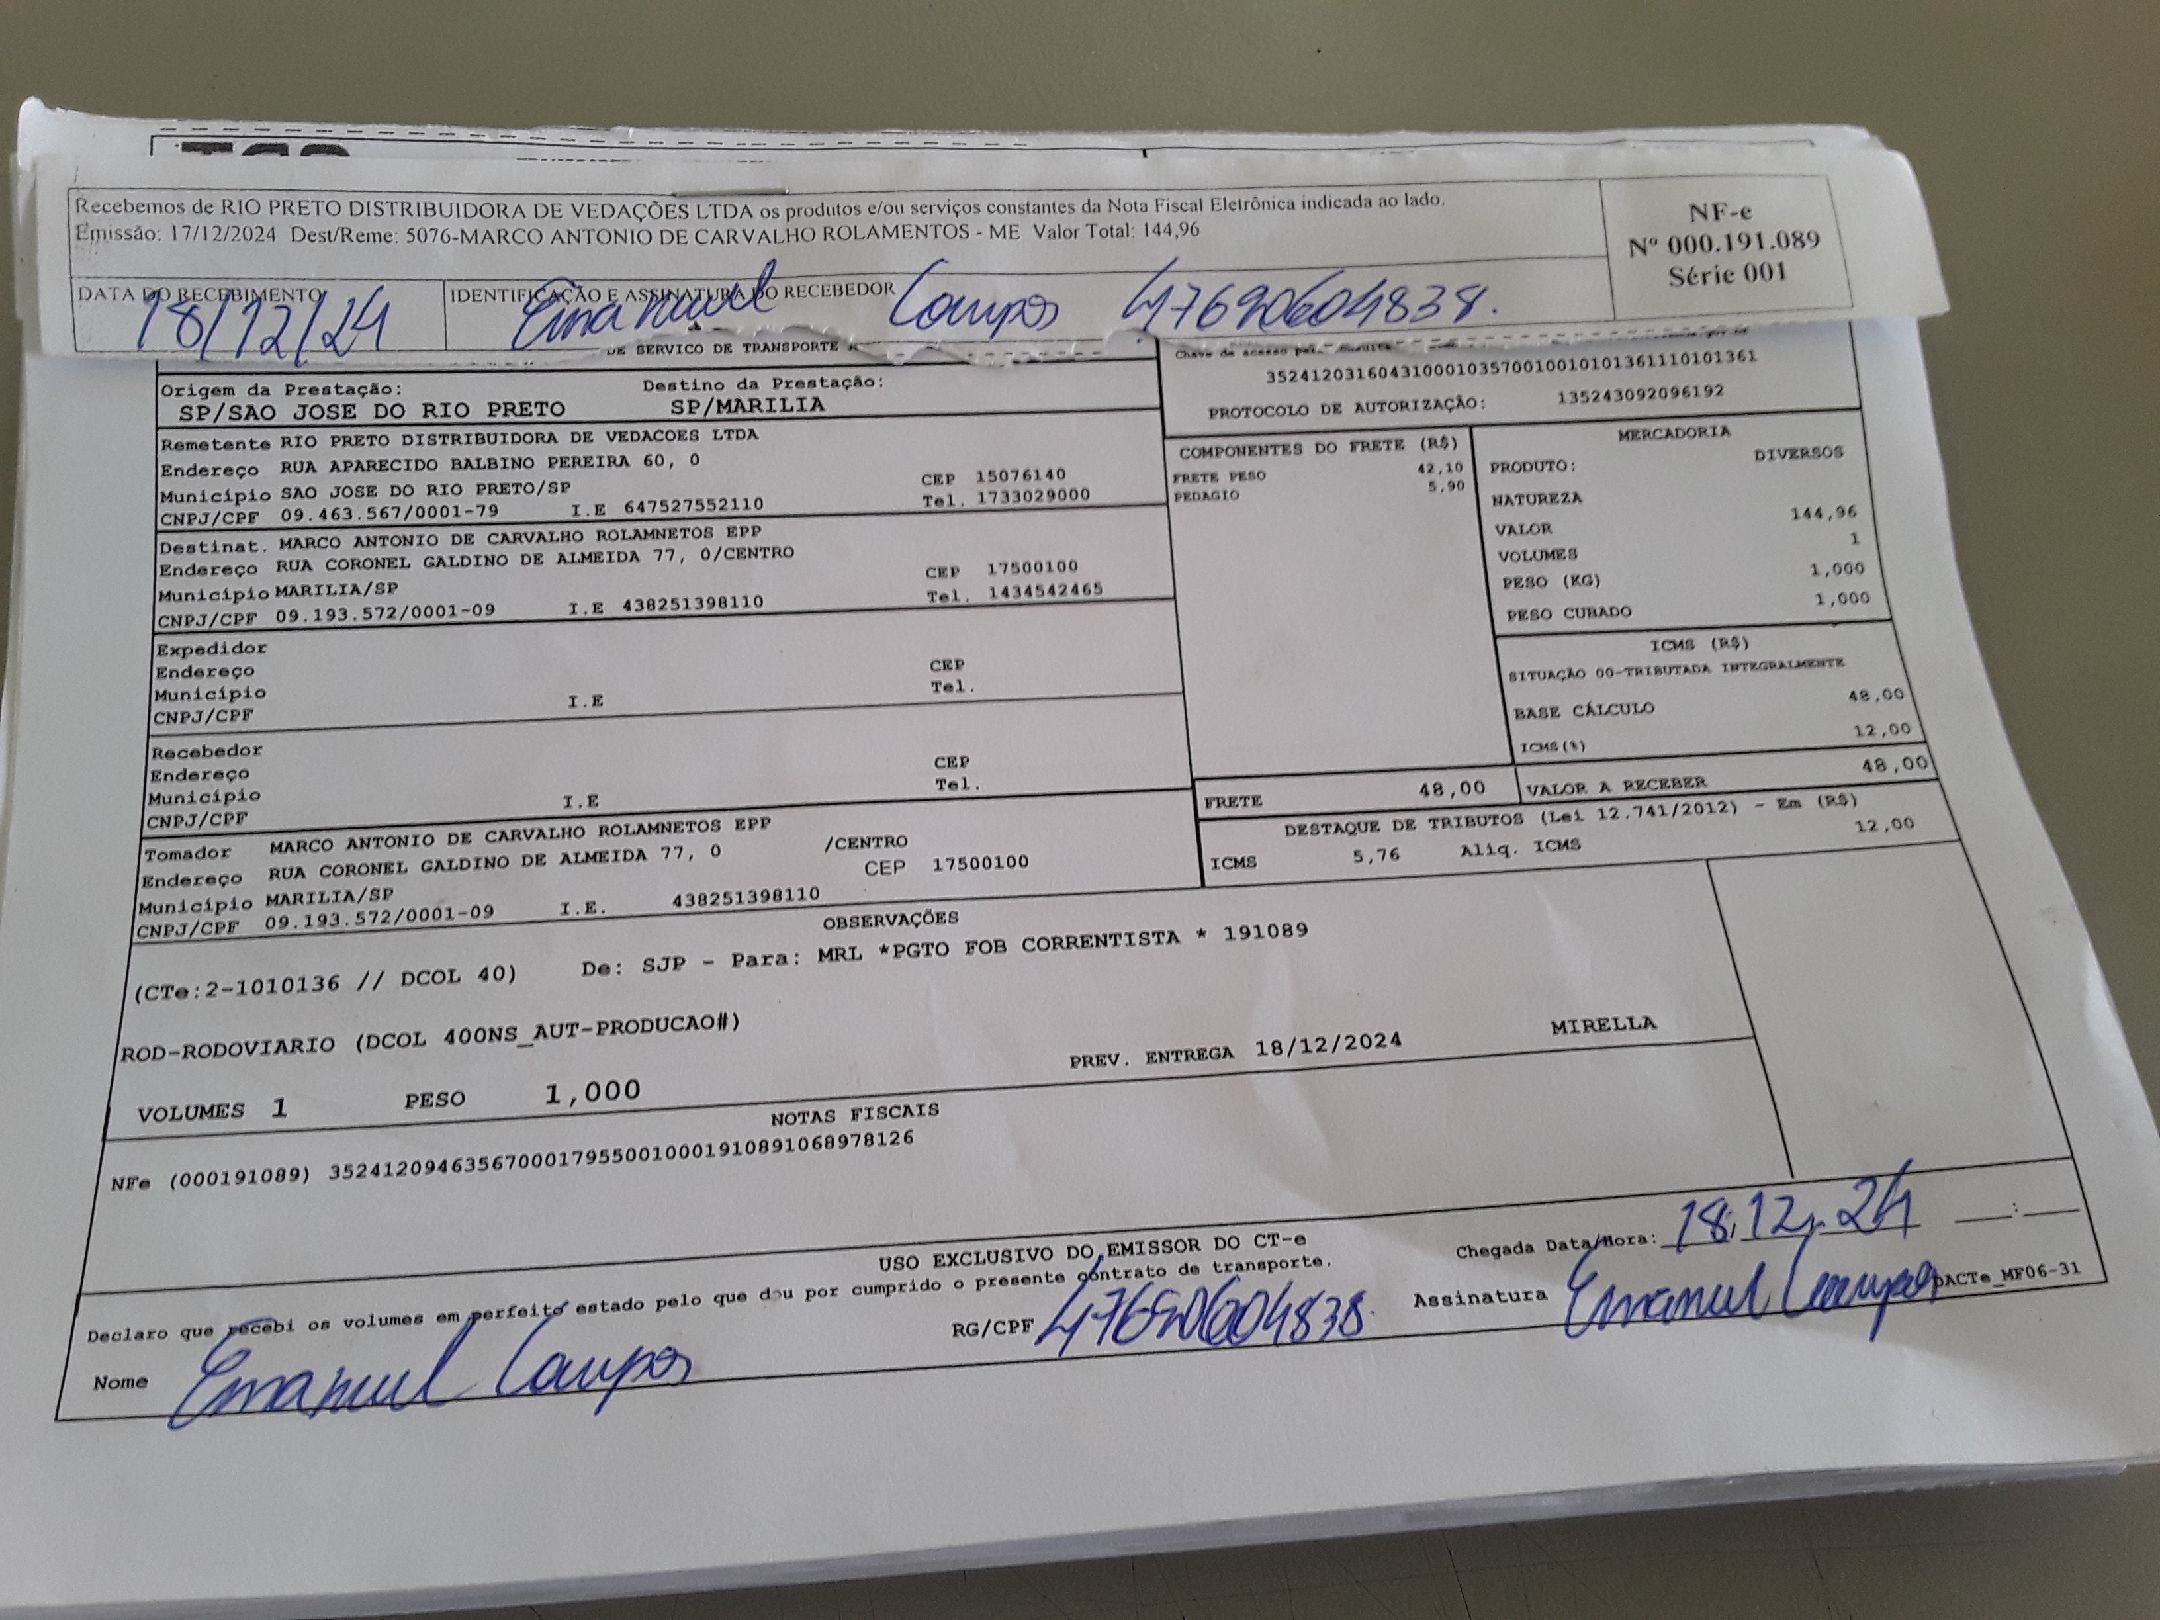 Recebemos de RIO PRETO DISTRIBUIDORA DE VEDAÇÕES LTDA os produtos e/ou serviços constantes da Nota Fiscal Eletrônica indicada ao lado.
Emissão: 17/12/2024 Dest/Reme: 5076-MARCO ANTONIO DE CARVALHO ROLAMENTOS - ME Valor Total: 144,96
NF-e
Nº 000.191.089
Série 001
DATA DO RECEBIMENTO
18/12/24
IDENTIFICAÇÃO E ASSINATURA DO RECEBEDOR
Emanuel Campos 47690604838.
DE SERVICO DE TRANSPORTE
Chave de acesso
35241203160431000103570010010101361110101361
PROTOCOLO DE AUTORIZAÇÃO: 135243092096192
Origem da Prestação: Destino da Prestação:
SP/SAO JOSE DO RIO PRETO SP/MARILIA
Remetente RIO PRETO DISTRIBUIDORA DE VEDACOES LTDA
Endereço RUA APARECIDO BALBINO PEREIRA 60, 0 CEP 15076140
Município SAO JOSE DO RIO PRETO/SP Tel. 1733029000
CNPJ/CPF 09.463.567/0001-79 I.E 647527552110
Destinat. MARCO ANTONIO DE CARVALHO ROLAMNETOS EPP
Endereço RUA CORONEL GALDINO DE ALMEIDA 77, 0/CENTRO CEP 17500100
Município MARILIA/SP Tel. 1434542465
CNPJ/CPF 09.193.572/0001-09 I.E 438251398110
Expedidor
Endereço CEP
Município Tel.
CNPJ/CPF I.E
Recebedor
Endereço CEP
Município Tel.
CNPJ/CPF I.E
Tomador MARCO ANTONIO DE CARVALHO ROLAMNETOS EPP
Endereço RUA CORONEL GALDINO DE ALMEIDA 77, 0 /CENTRO
Município MARILIA/SP CEP 17500100
CNPJ/CPF 09.193.572/0001-09 I.E. 438251398110
COMPONENTES DO FRETE (R$)
FRETE PESO 42,10
PEDAGIO 5,90
MERCADORIA
PRODUTO: DIVERSOS
NATUREZA
VALOR 144,96
VOLUMES 1
PESO (KG) 1,000
PESO CUBADO 1,000
ICMS (R$)
SITUAÇÃO 00-TRIBUTADA INTEGRALMENTE
BASE CÁLCULO 48,00
ICMS(%) 12,00
FRETE 48,00 VALOR A RECEBER 48,00
DESTAQUE DE TRIBUTOS (Lei 12.741/2012) - Em (R$)
ICMS 5,76 Aliq. ICMS 12,00
OBSERVAÇÕES
(CTe:2-1010136 // DCOL 40) De: SJP - Para: MRL *PGTO FOB CORRENTISTA * 191089
ROD-RODOVIARIO (DCOL 400NS_AUT-PRODUCAO#)
PREV. ENTREGA 18/12/2024 MIRELLA
VOLUMES 1 PESO 1,000
NOTAS FISCAIS
NFe (000191089) 35241209463567000179550010001910891068978126
USO EXCLUSIVO DO EMISSOR DO CT-e
Declaro que recebi os volumes em perfeito estado pelo que dou por cumprido o presente contrato de transporte.
Chegada Data/Hora: 18.12.24 __:__
Nome Emanuel Campos RG/CPF 47690604838. Assinatura Emanuel Campos
DACTe_MF06-31